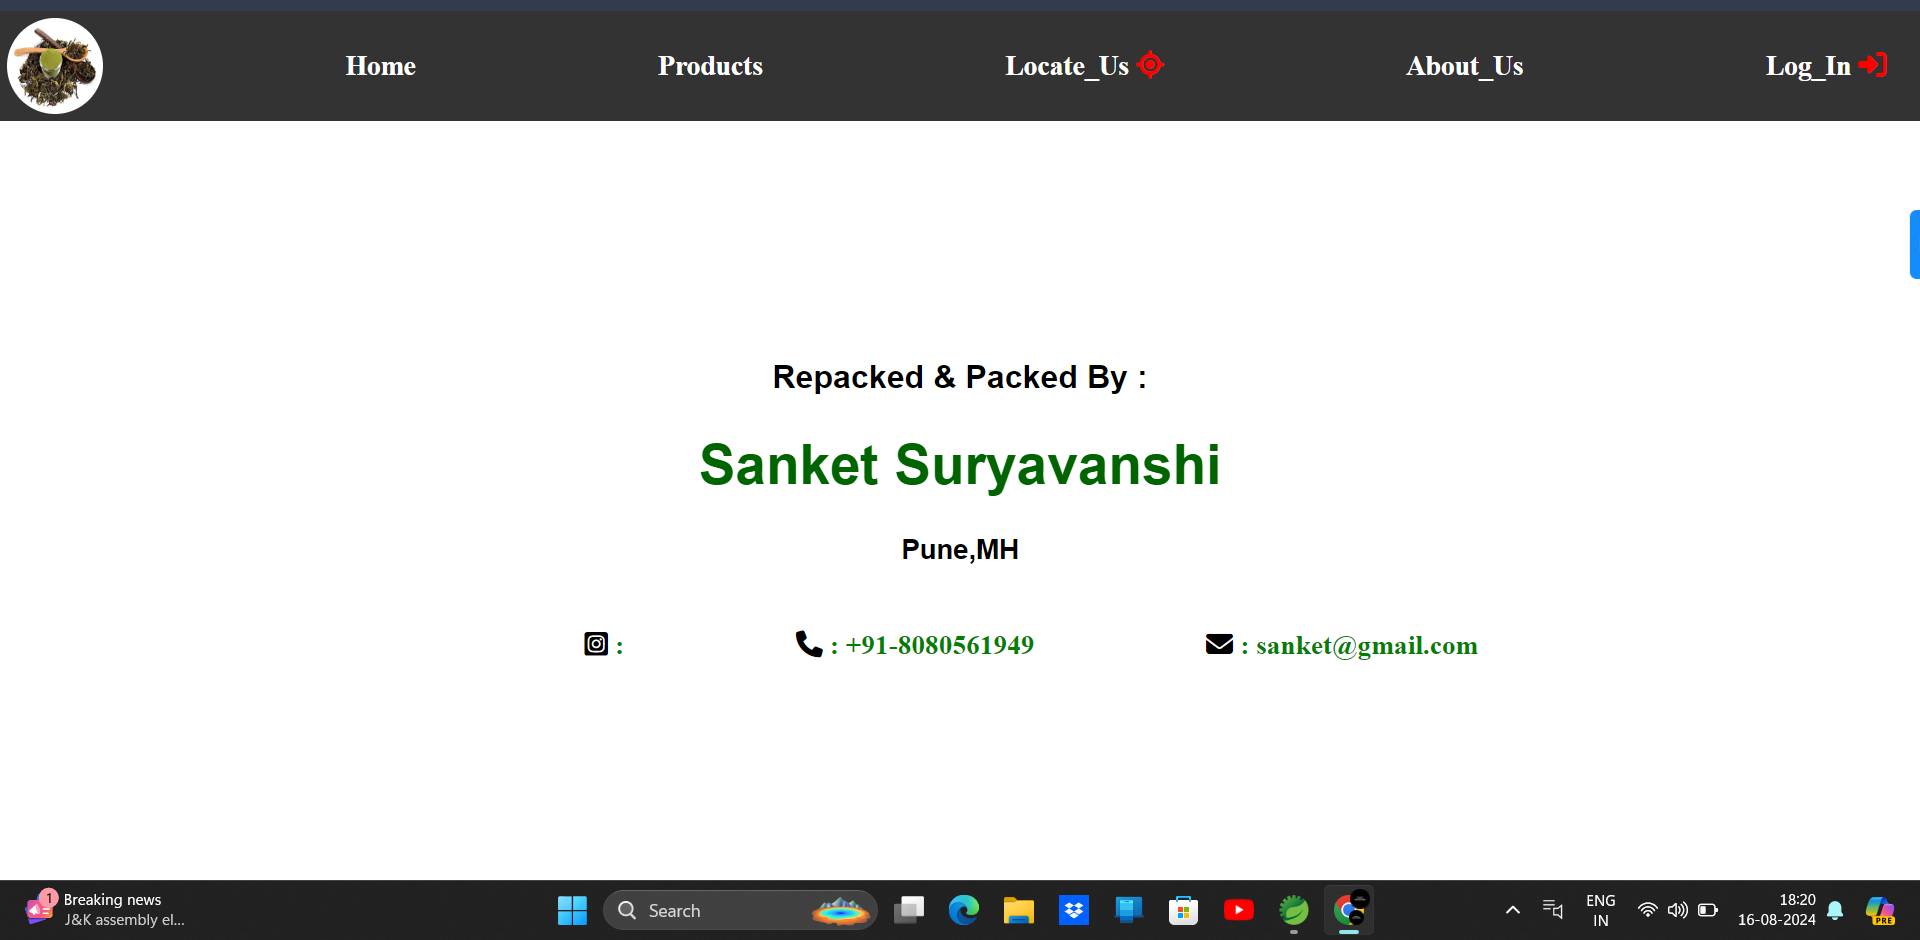 Home
Products
Locate_Us
About_Us
Log_In
Repacked & Packed By :
Sanket Suryavanshi
Pune,MH
:
: +91-8080561949
: sanket@gmail.com
1
Breaking news
J&K assembly el...
Search
ENG
IN
18:20
16-08-2024
PRE